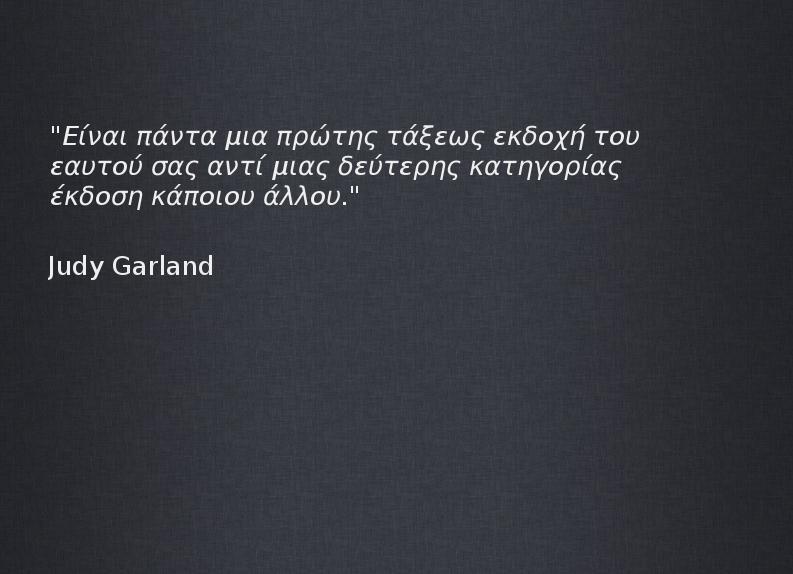 "Είναι πάντα μια πρώτης τάξεως εκδοχή του
εαυτού σας αντί μιας δεύτερης κατηγορίας
έκδοση κάποιου άλλου."
Judy Garland